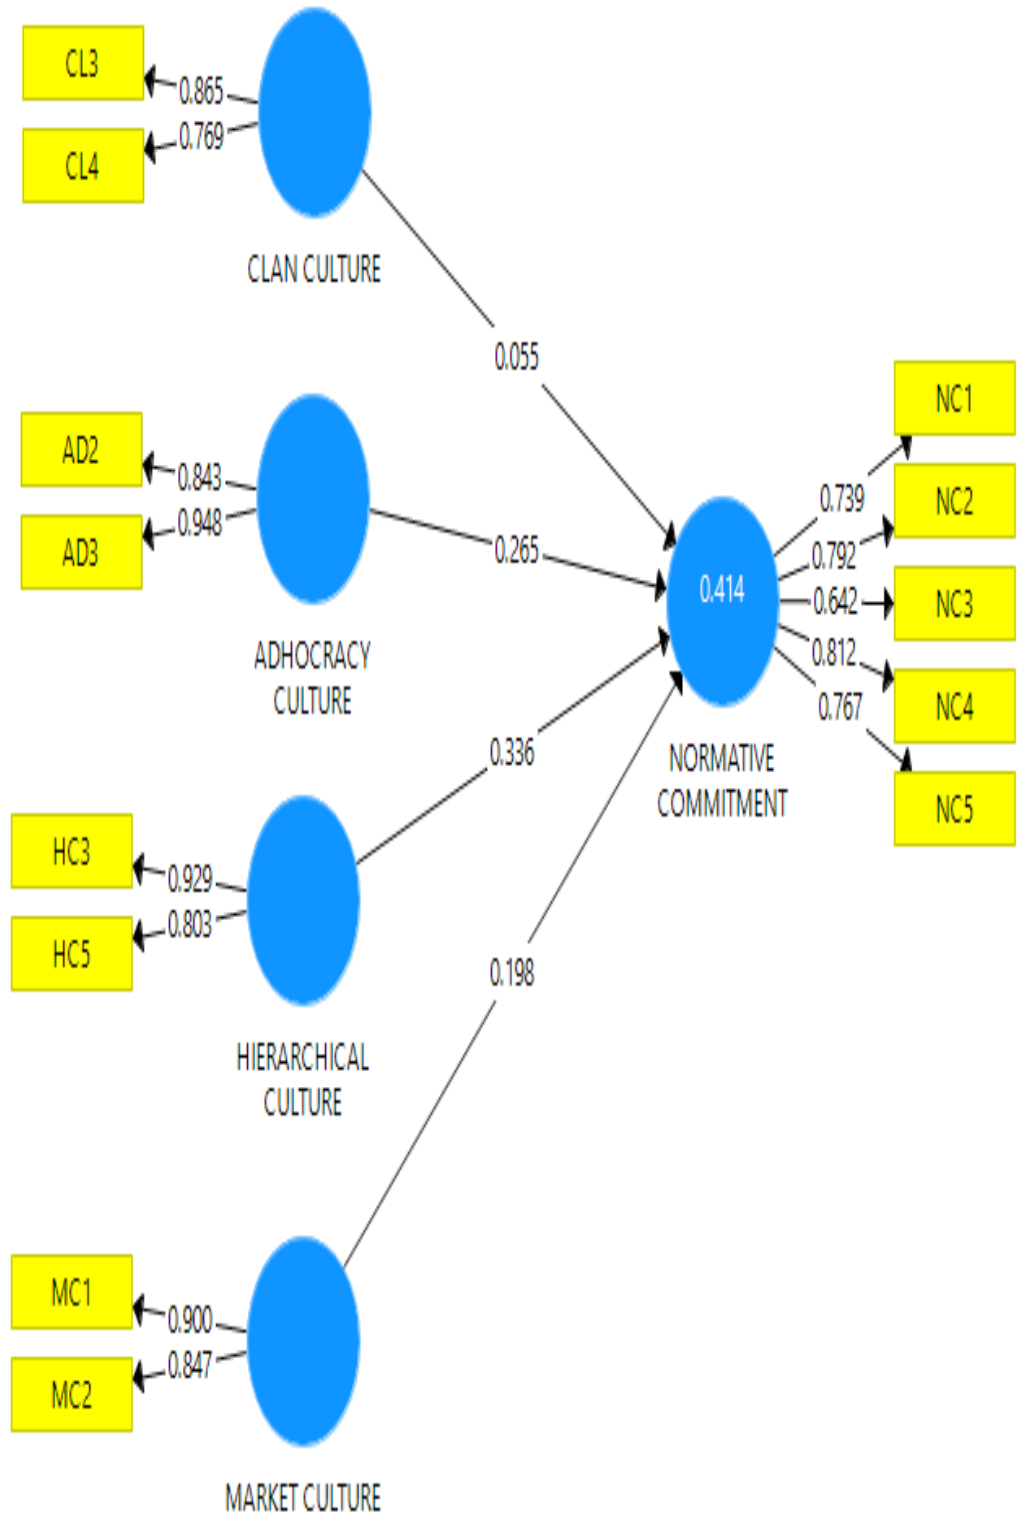 CL3
0.865
0.769
CL4
CLAN CULTURE
0.055
AD2
0.843
0.948
AD3
0.265
ADHOCRACY
CULTURE
NC1
0.739
NC2
0.792
0.414
0.642
NC3
0.812
NC4
0.767
NC5
NORMATIVE
COMMITMENT
0.336
HC3
0.929
0.803
HC5
0.198
HIERARCHICAL
CULTURE
MC1
0.900
0.847
MC2
MARKET CULTURE